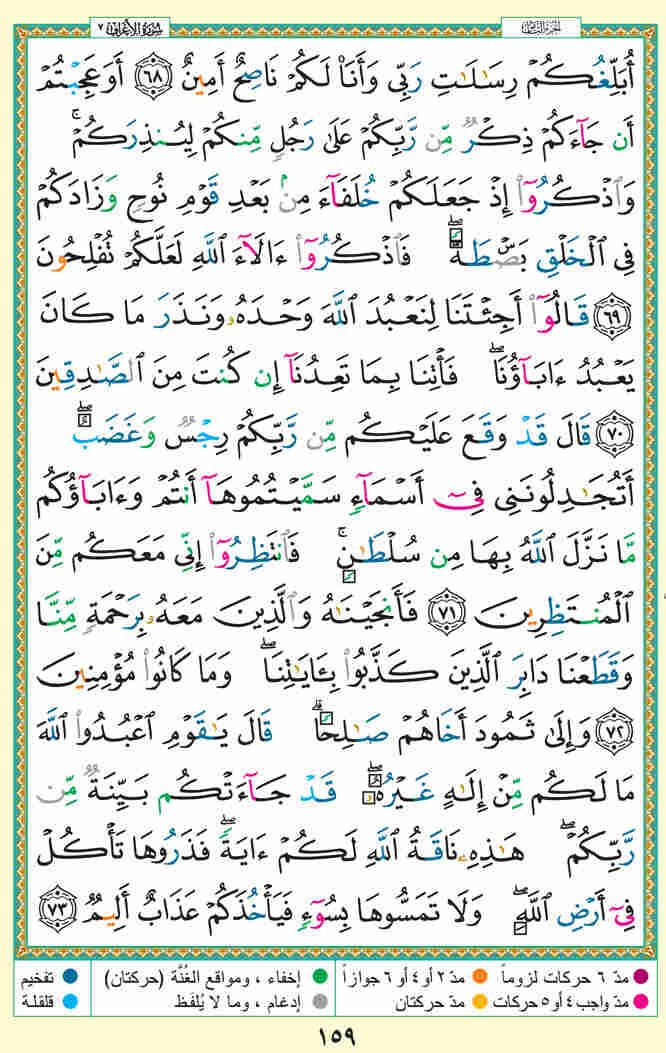 سُورَةُ الأَعْرَاف ٧ الجزء الثامن
أُبَلِّغُكُمْ رِسَـٰلَـٰتِ رَبِّى وَأَنَا۠ لَكُمْ نَاصِحٌ أَمِينٌ ٦٨ أَوَعَجِبْتُمْ
أَن جَآءَكُمْ ذِكْرٌ مِّن رَّبِّكُمْ عَلَىٰ رَجُلٍ مِّنكُمْ لِيُنذِرَكُمْ ۚ
وَٱذْكُرُوٓا۟ إِذْ جَعَلَكُمْ خُلَفَآءَ مِنۢ بَعْدِ قَوْمِ نُوحٍ وَزَادَكُمْ
فِى ٱلْخَلْقِ بَصْۜطَةً ۖ فَٱذْكُرُوٓا۟ ءَالَآءَ ٱللَّهِ لَعَلَّكُمْ تُفْلِحُونَ
٦٩ قَالُوٓا۟ أَجِئْتَنَا لِنَعْبُدَ ٱللَّهَ وَحْدَهُۥ وَنَذَرَ مَا كَانَ
يَعْبُدُ ءَابَآؤُنَا ۖ فَأْتِنَا بِمَا تَعِدُنَآ إِن كُنتَ مِنَ ٱلصَّـٰدِقِينَ
٧٠ قَالَ قَدْ وَقَعَ عَلَيْكُم مِّن رَّبِّكُمْ رِجْسٌ وَغَضَبٌ ۖ
أَتُجَـٰدِلُونَنِى فِىٓ أَسْمَآءٍ سَمَّيْتُمُوهَآ أَنتُمْ وَءَابَآؤُكُم
مَّا نَزَّلَ ٱللَّهُ بِهَا مِن سُلْطَـٰنٍ ۚ فَٱنتَظِرُوٓا۟ إِنِّى مَعَكُم مِّنَ
ٱلْمُنتَظِرِينَ ٧١ فَأَنجَيْنَـٰهُ وَٱلَّذِينَ مَعَهُۥ بِرَحْمَةٍ مِّنَّا
وَقَطَعْنَا دَابِرَ ٱلَّذِينَ كَذَّبُوا۟ بِـَٔايَـٰتِنَا ۖ وَمَا كَانُوا۟ مُؤْمِنِينَ
٧٢ وَإِلَىٰ ثَمُودَ أَخَاهُمْ صَـٰلِحًا ۗ قَالَ يَـٰقَوْمِ ٱعْبُدُوا۟ ٱللَّهَ
مَا لَكُم مِّنْ إِلَـٰهٍ غَيْرُهُۥ ۖ قَدْ جَآءَتْكُم بَيِّنَةٌ مِّن
رَّبِّكُمْ ۖ هَـٰذِهِۦ نَاقَةُ ٱللَّهِ لَكُمْ ءَايَةً ۖ فَذَرُوهَا تَأْكُلْ
فِىٓ أَرْضِ ٱللَّهِ ۖ وَلَا تَمَسُّوهَا بِسُوٓءٍ فَيَأْخُذَكُمْ عَذَابٌ أَلِيمٌ ٧٣
مدّ ٦ حركات لزوماً مدّ ٢ أو ٤ أو ٦ جوازاً إخفاء ، ومواقع الغُنَّة (حركتان) تفخيم
مدّ واجب ٤ أو ٥ حركات مدّ حركتان إدغام ، وما لا يُلفَظ قلقلة
١٥٩